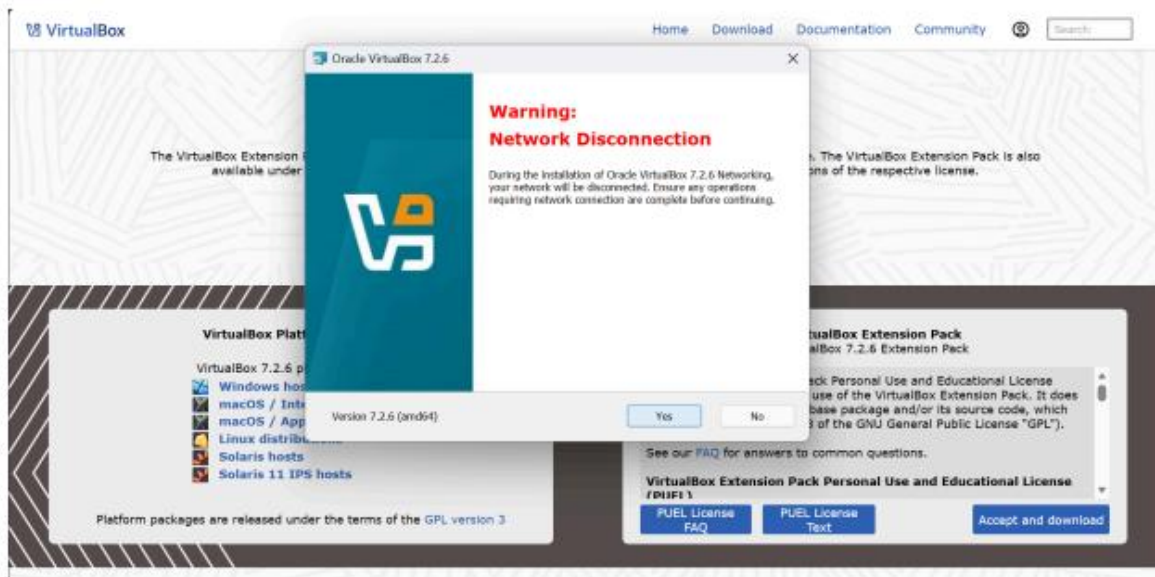 VirtualBox
Home Download Documentation Community Search:
Oracle VirtualBox 7.2.6
Warning:
Network Disconnection
During the installation of Oracle VirtualBox 7.2.6 Networking,
your network will be disconnected. Ensure any operations
requiring network connection are complete before continuing.
Version 7.2.6 (amd64)
Yes No
The VirtualBox Extension
available under
. The VirtualBox Extension Pack is also
ons of the respective license.
VirtualBox Platf
VirtualBox 7.2.6 p
Windows hos
macOS / Inte
macOS / App
Linux distribu
Solaris hosts
Solaris 11 IPS hosts
Platform packages are released under the terms of the GPL version 3
tualBox Extension Pack
alBox 7.2.6 Extension Pack
ack Personal Use and Educational License
use of the VirtualBox Extension Pack. It does
base package and/or its source code, which
3 of the GNU General Public License "GPL").
See our FAQ for answers to common questions.
VirtualBox Extension Pack Personal Use and Educational License
(PUEL)
PUEL License
FAQ
PUEL License
Text
Accept and download